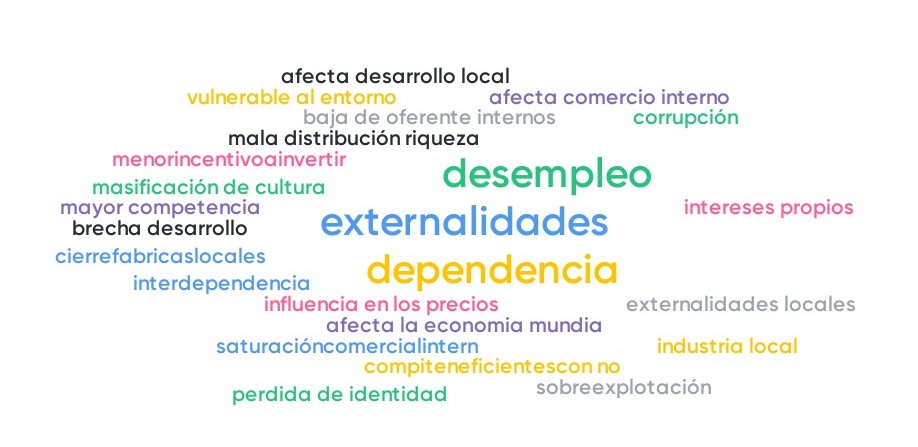 afecta desarrollo local
vulnerable al entorno
afecta comercio interno
baja de oferente internos
corrupción
mala distribución riqueza
menorincentivoainvertir
desempleo
masificación de cultura
mayor competencia
intereses propios
externalidades
brecha desarrollo
cierrefabricaslocales
dependencia
interdependencia
influencia en los precios
externalidades locales
afecta la economia mundia
saturacióncomercialintern
industria local
compiteneficientescon no
sobreexplotación
perdida de identidad